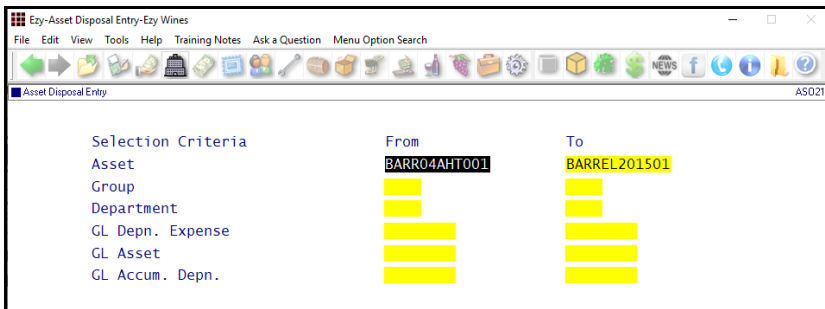 Ezy-Asset Disposal Entry-Ezy Wines
File Edit View Tools Help Training Notes Ask a Question Menu Option Search
NEWS f
Asset Disposal Entry ASO21
Selection Criteria From To
Asset BARR04AHT001 BARREL201501
Group
Department
GL Depn. Expense
GL Asset
GL Accum. Depn.